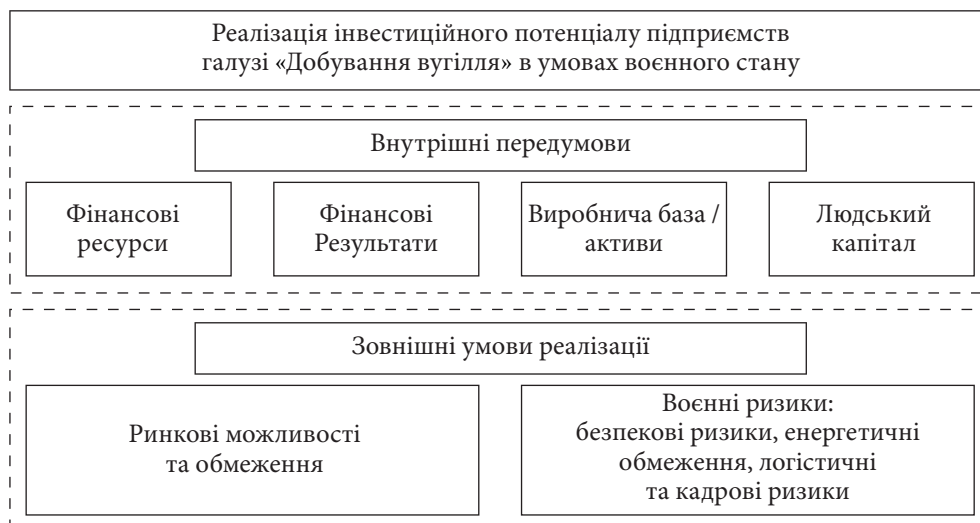 Реалізація інвестиційного потенціалу підприємств
галузі «Добування вугілля» в умовах воєнного стану
Внутрішні передумови
Фінансові
ресурси
Фінансові
Результати
Виробнича база /
активи
Людський
капітал
Зовнішні умови реалізації
Ринкові можливості
та обмеження
Воєнні ризики:
безпекові ризики, енергетичні
обмеження, логістичні
та кадрові ризики